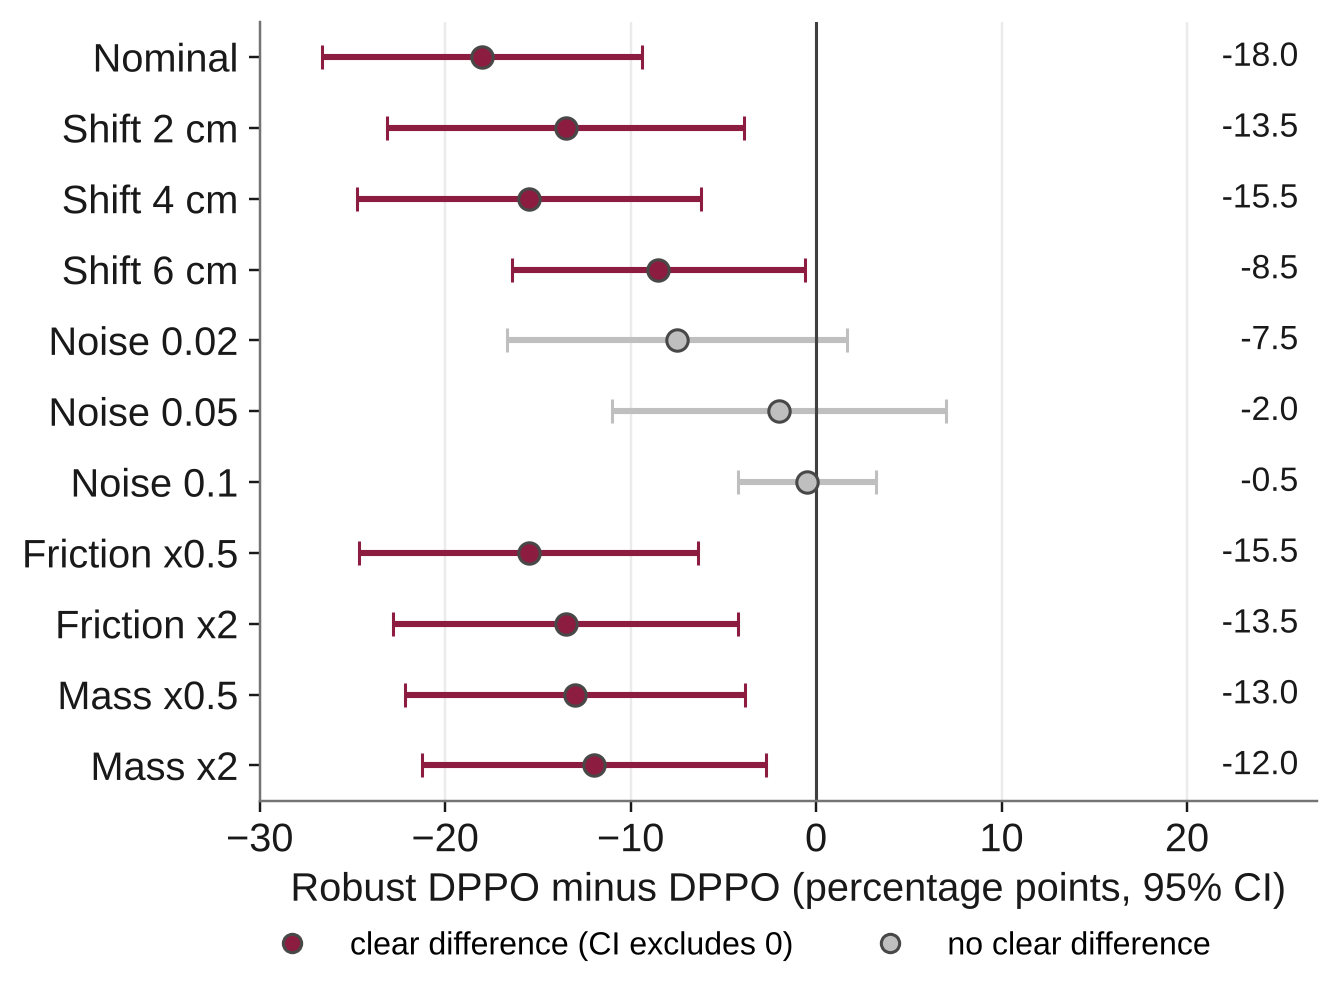 Nominal -18.0
Shift 2 cm -13.5
Shift 4 cm -15.5
Shift 6 cm -8.5
Noise 0.02 -7.5
Noise 0.05 -2.0
Noise 0.1 -0.5
Friction x0.5 -15.5
Friction x2 -13.5
Mass x0.5 -13.0
Mass x2 -12.0
−30 −20 −10 0 10 20
Robust DPPO minus DPPO (percentage points, 95% CI)
clear difference (CI excludes 0) no clear difference